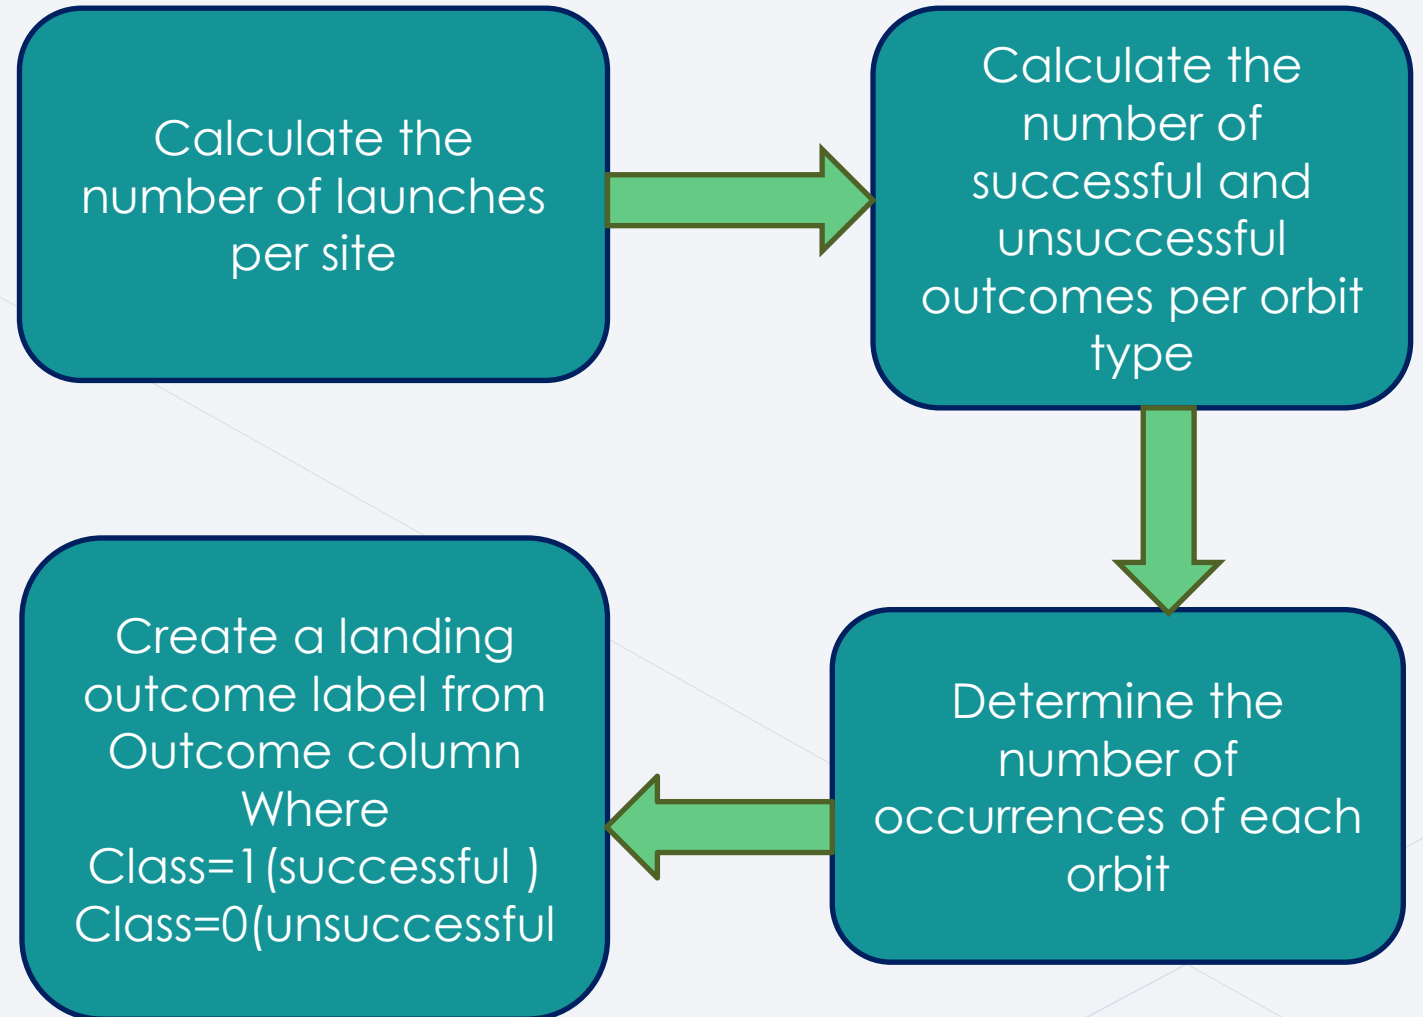 Calculate the
number of launches
per site
Calculate the
number of
successful and
unsuccessful
outcomes per orbit
type
Determine the
number of
occurrences of each
orbit
Create a landing
outcome label from
Outcome column
Where
Class=1(successful )
Class=0(unsuccessful